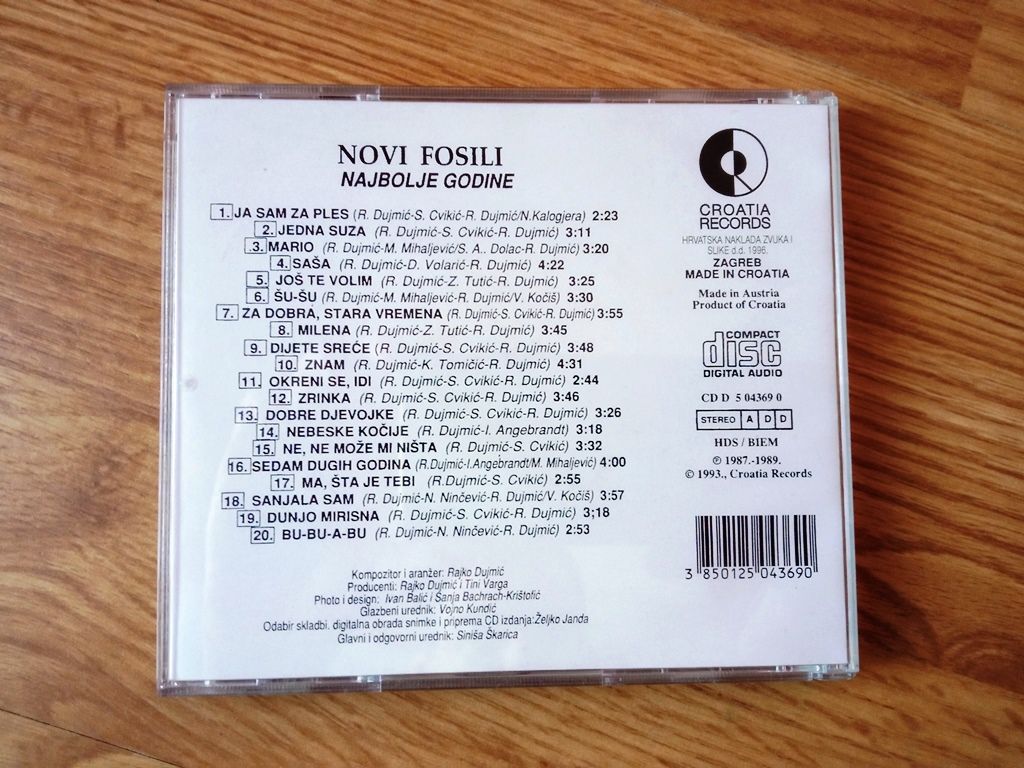 NOVI FOSILI
NAJBOLJE GODINE
1. JA SAM ZA PLES (R. Dujmić-S. Cvikić-R. Dujmić/N.Kalogjera) 2:23
2. JEDNA SUZA (R. Dujmić-S. Cvikić-R. Dujmić) 3:11
3. MARIO (R. Dujmić-M. Mihaljević/S. A.. Dolac-R. Dujmić) 3:20
4. SAŠA (R. Dujmić-D. Volarić-R. Dujmić) 4:22
5. JOŠ TE VOLIM (R. Dujmić-Z. Tutić-R. Dujmić) 3:25
6. ŠU-ŠU (R. Dujmić-M. Mihaljević-R. Dujmić/V. Kočiš) 3:30
7. ZA DOBRA, STARA VREMENA (R. Dujmić-S. Cvikić-R. Dujmić) 3:55
8. MILENA (R. Dujmić-Z. Tutić-R. Dujmić) 3:45
9. DIJETE SREĆE (R. Dujmić-S. Cvikić-R. Dujmić) 3:48
10. ZNAM (R. Dujmić-K. Tomičić-R. Dujmić) 4:31
11. OKRENI SE, IDI (R. Dujmić-S. Cvikić-R. Dujmić) 2:44
12. ZRINKA (R. Dujmić-S. Cvikić-R. Dujmić) 3:46
13. DOBRE DJEVOJKE (R. Dujmić-S. Cvikić-R. Dujmić) 3:26
14. NEBESKE KOČIJE (R. Dujmić-I. Angebrandt) 3:18
15. NE, NE MOŽE MI NIŠTA (R. Dujmić-S. Cvikić) 3:32
16. SEDAM DUGIH GODINA (R.Dujmić-I.Angebrandt/M. Mihaljević) 4:00
17. MA, ŠTA JE TEBI (R.Dujmić-S. Cvikić) 2:55
18. SANJALA SAM (R. Dujmić-N. Ninčević-R. Dujmić/V. Kočiš) 3:57
19. DUNJO MIRISNA (R. Dujmić-S. Cvikić-R. Dujmić) 3;18
20. BU-BU-A-BU (R. Dujmić-N. Ninčević-R. Dujmić) 2:53
Kompozitor i aranžer: Rajko Dujmić
Producenti: Rajko Dujmić i Tini Varga
Photo i design: Ivan Balić i Sanja Bachrach-Krištofić
Glazbeni urednik: Vojno Kundić
Odabir skladbi. digitalna obrada snimke i priprema CD izdanja:Željko Janda
Glavni i odgovorni urednik: Siniša Škarica
CROATIA
RECORDS
HRVATSKA NAKLADA ZVUKA I
SLIKE d.d. 1996.
ZAGREB
MADE IN CROATIA
Made in Austria
Product of Croatia
COMPACT
disc
DIGITAL AUDIO
CD D 5 04369 0
STEREO A D D
HDS / BIEM
℗ 1987.-1989.
© 1993., Croatia Records
3 850125 043690